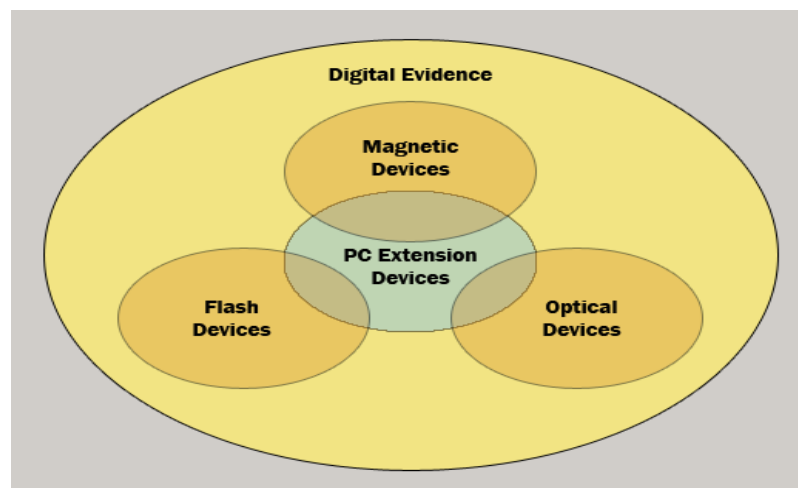 Digital Evidence
Magnetic
Devices
PC Extension
Devices
Flash
Devices
Optical
Devices